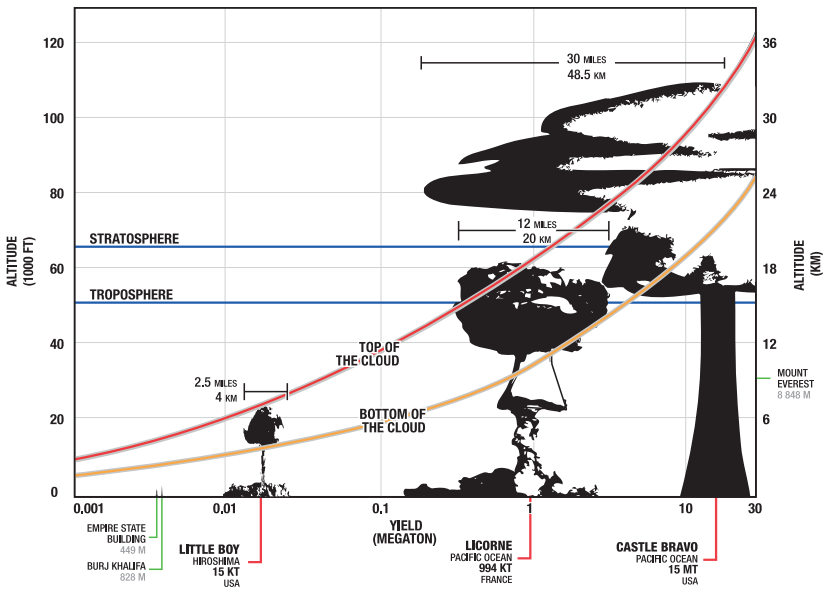 120
100
80
60
40
20
0
ALTITUDE
(1000 FT)
36
30
24
18
12
6
ALTITUDE
(KM)
30 MILES
48.5 KM
12 MILES
20 KM
STRATOSPHERE
TROPOSPHERE
TOP OF
THE CLOUD
2.5 MILES
4 KM
BOTTOM OF
THE CLOUD
MOUNT
EVEREST
8 848 M
0.001
0.01
0.1
1
10
30
YIELD
(MEGATON)
EMPIRE STATE
BUILDING
449 M
BURJ KHALIFA
828 M
LITTLE BOY
HIROSHIMA
15 KT
USA
LICORNE
PACIFIC OCEAN
994 KT
FRANCE
CASTLE BRAVO
PACIFIC OCEAN
15 MT
USA